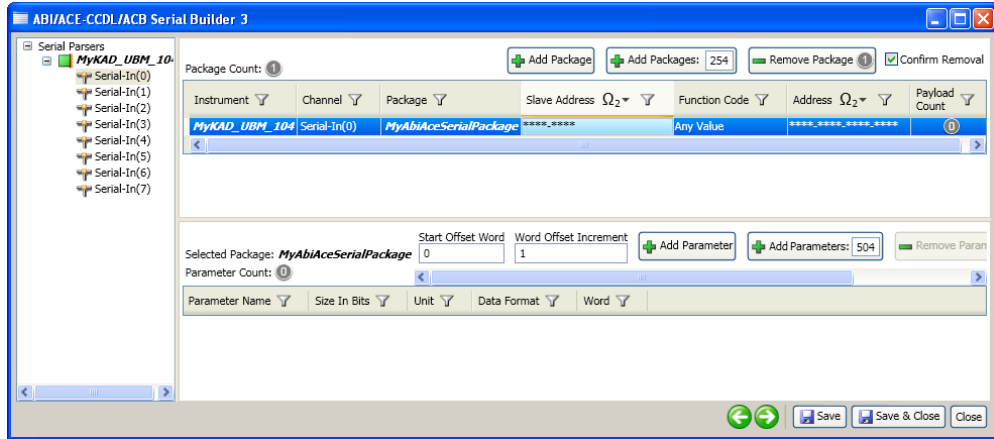 ABI/ACE-CCDL/ACB Serial Builder 3
Serial Parsers
MyKAD_UBM_10
Serial-In(0)
Serial-In(1)
Serial-In(2)
Serial-In(3)
Serial-In(4)
Serial-In(5)
Serial-In(6)
Serial-In(7)
Package Count: 1
Add Package
Add Packages: 254
Remove Package 1
Confirm Removal
Instrument Channel Package Slave Address Ω2 Function Code Address Ω2 Payload Count
MyKAD_UBM_104 Serial-In(0) MyAbiAceSerialPackage ****_**** Any Value ****_****_****_**** 0
Selected Package: MyAbiAceSerialPackage
Start Offset Word
0
Word Offset Increment
1
Add Parameter
Add Parameters: 504
Remove Param
Parameter Count: 0
Parameter Name Size In Bits Unit Data Format Word
Save
Save & Close
Close